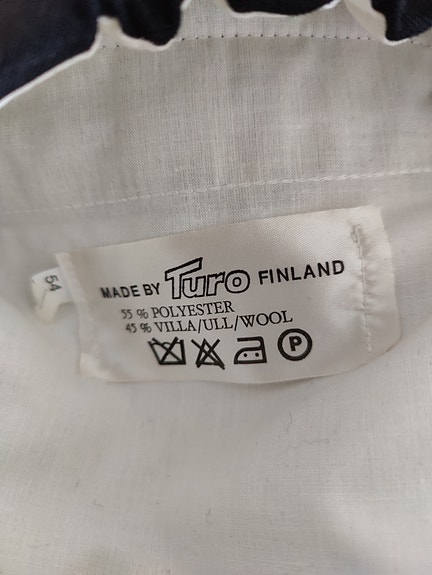 MADE BY Turo FINLAND
55 % POLYESTER
45 % VILLA/ULL/WOOL
P
54